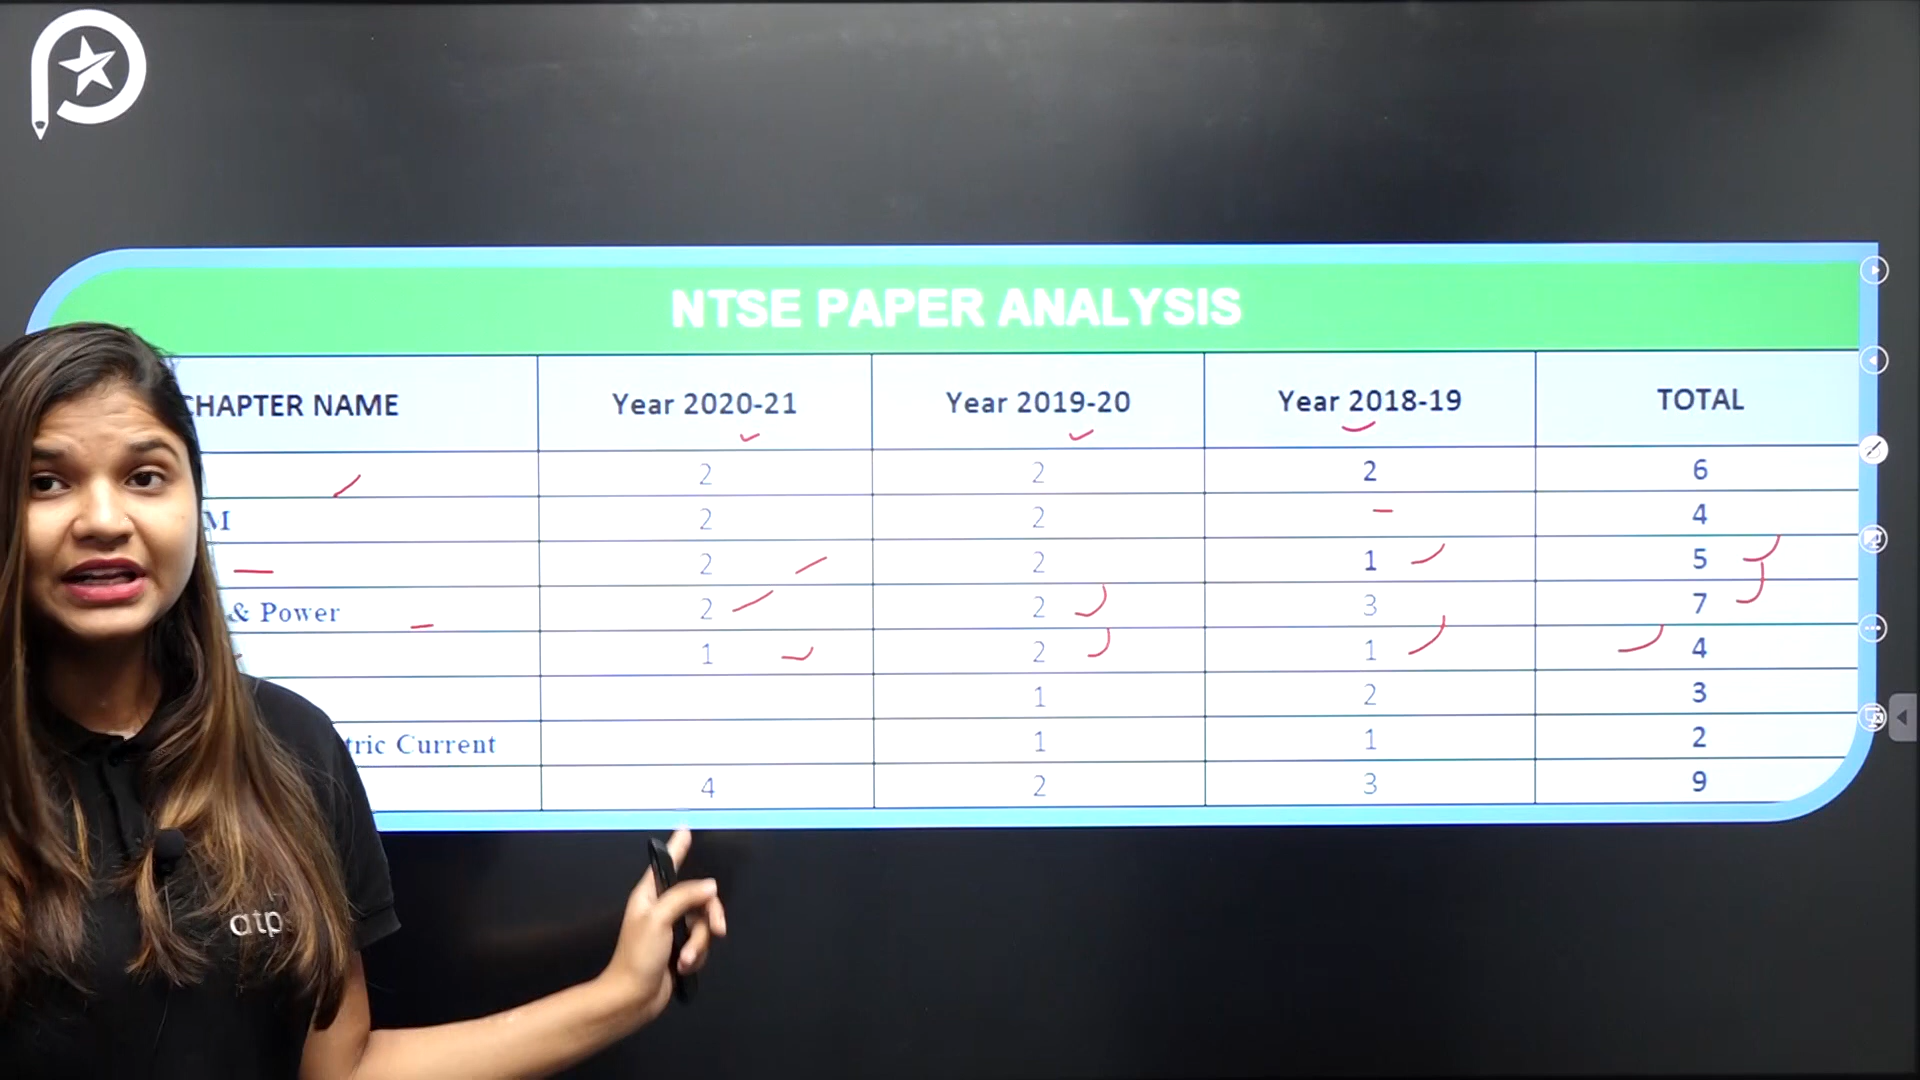 NTSE PAPER ANALYSIS
CHAPTER NAME Year 2020-21 Year 2019-20 Year 2018-19 TOTAL
2 2 2 6
M 2 2 - 4
2 2 1 5
& Power 2 2 3 7
1 2 1 4
1 2 3
tric Current 1 1 2
4 2 3 9
atp